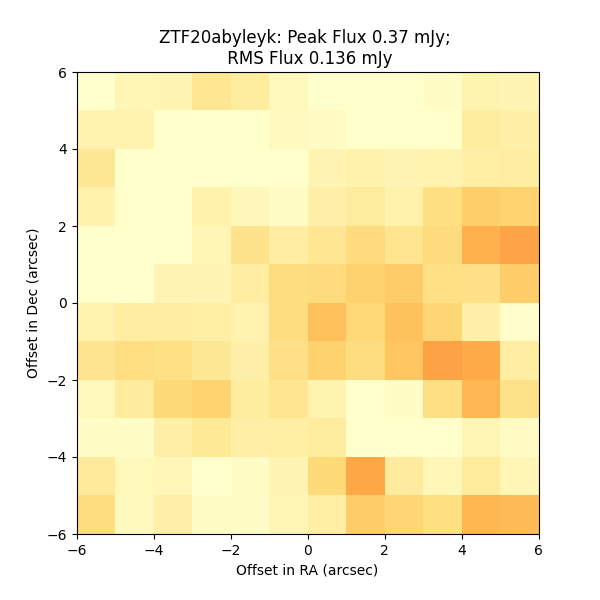 ZTF20abyleyk: Peak Flux 0.37 mJy;
RMS Flux 0.136 mJy
6
4
2
0
−2
−4
−6
Offset in Dec (arcsec)
−6 −4 −2 0 2 4 6
Offset in RA (arcsec)